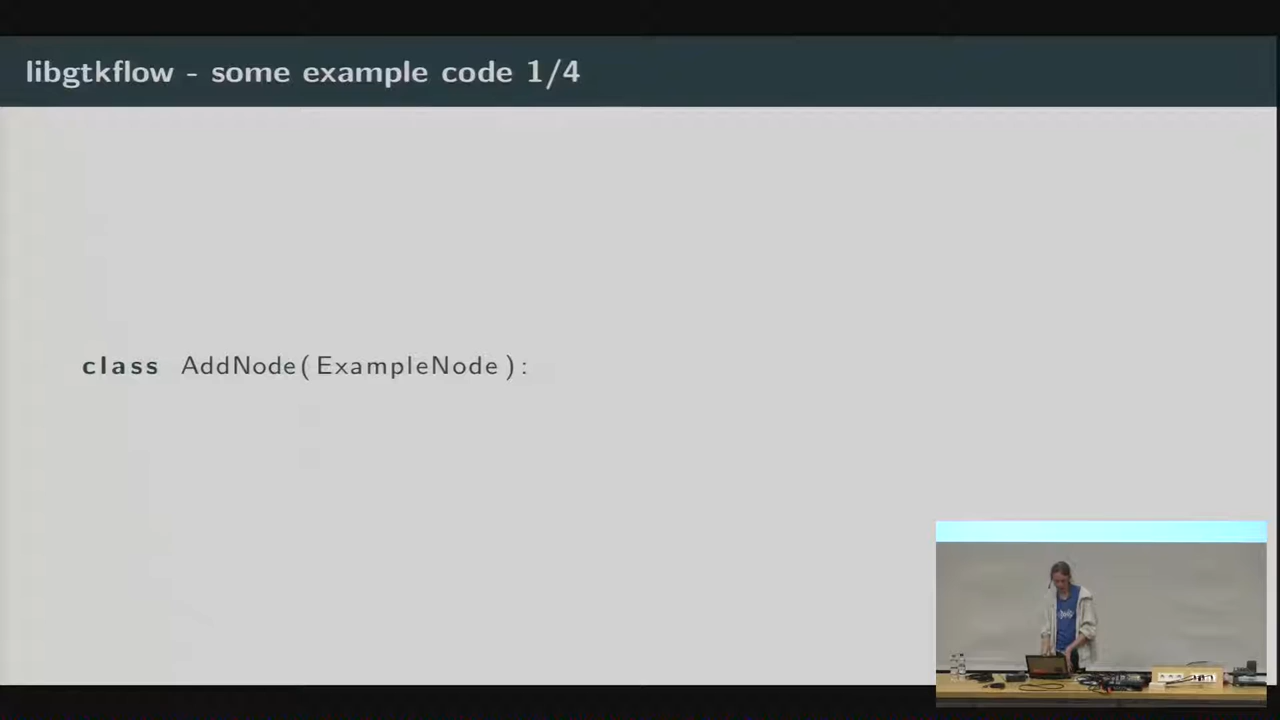 libgtkflow - some example code 1/4
class AddNode(ExampleNode):